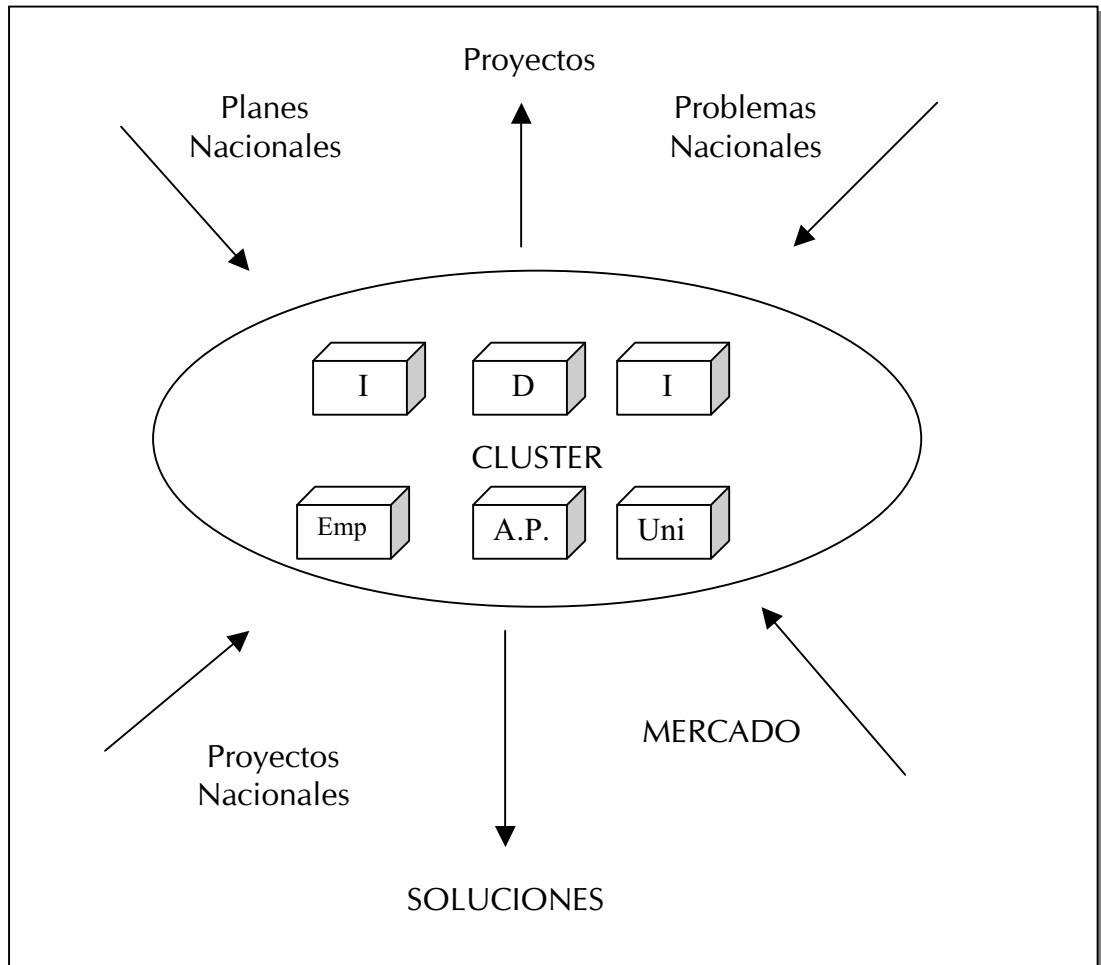 Proyectos
Planes
Nacionales
Problemas
Nacionales
I
D
I
CLUSTER
Emp
A.P.
Uni
Proyectos
Nacionales
MERCADO
SOLUCIONES